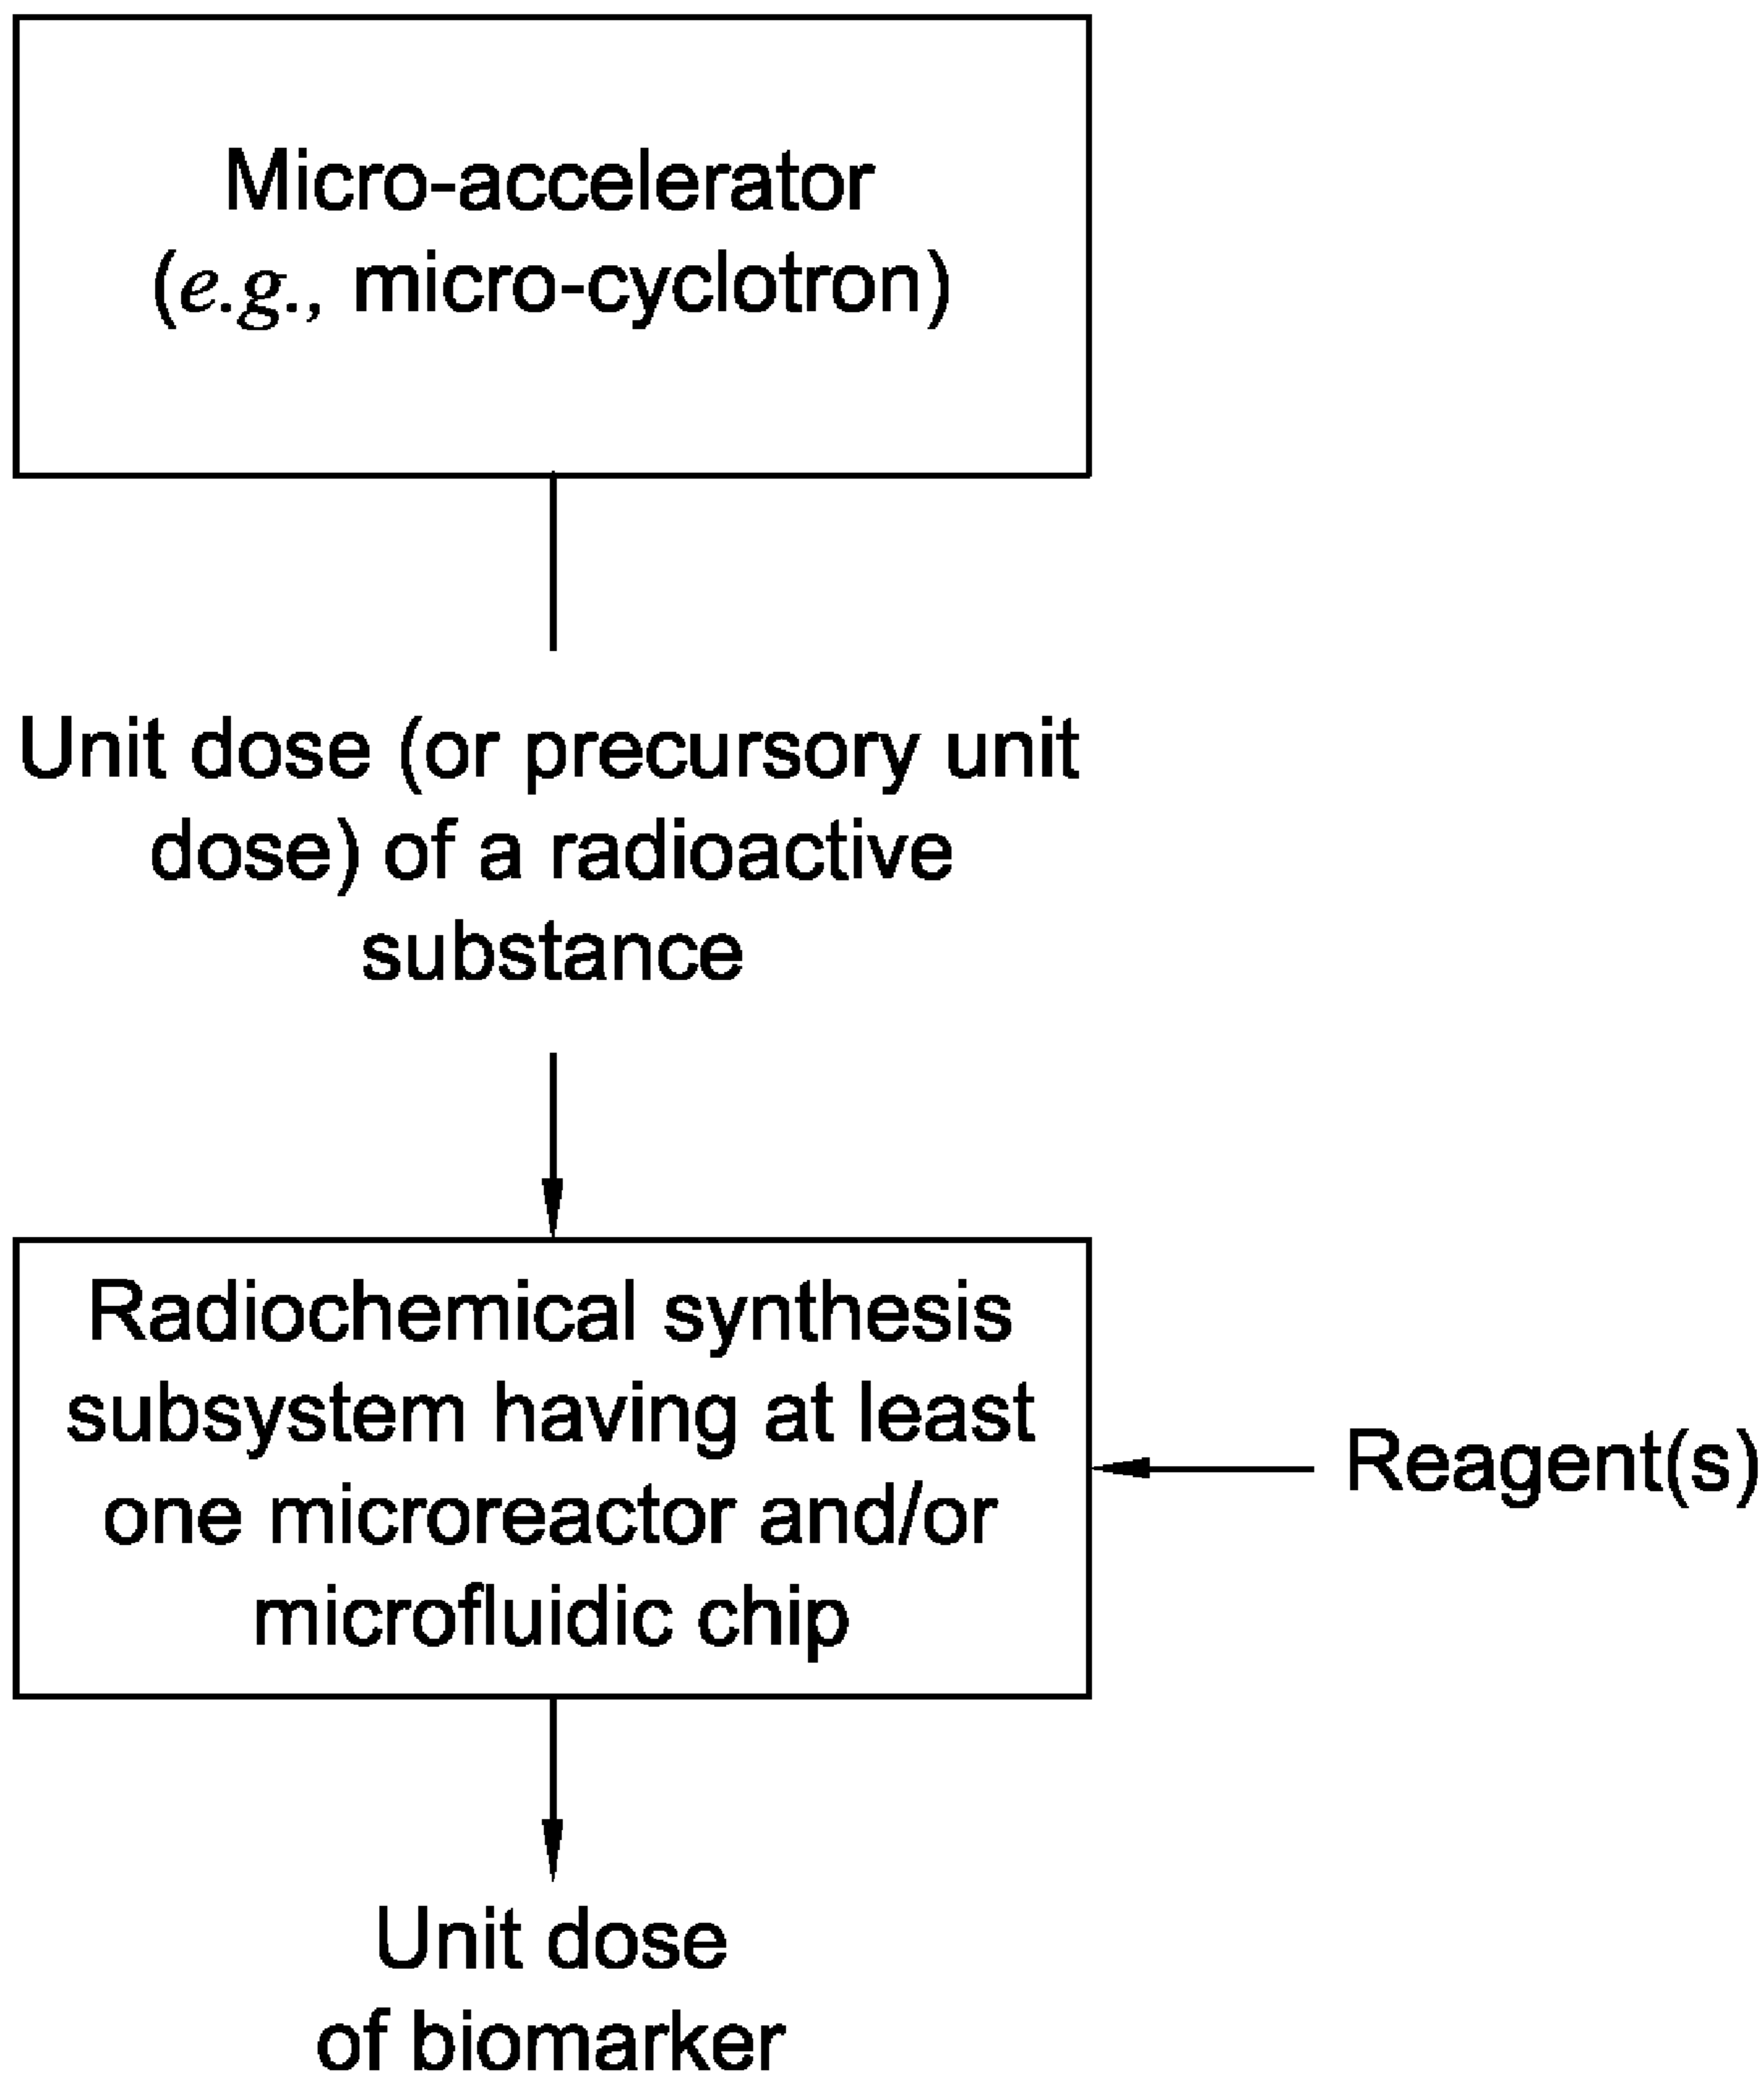 Micro-accelerator
(e.g., micro-cyclotron)
Unit dose (or precursory unit
dose) of a radioactive
substance
Radiochemical synthesis
subsystem having at least
one microreactor and/or
microfluidic chip
Reagent(s)
Unit dose
of biomarker